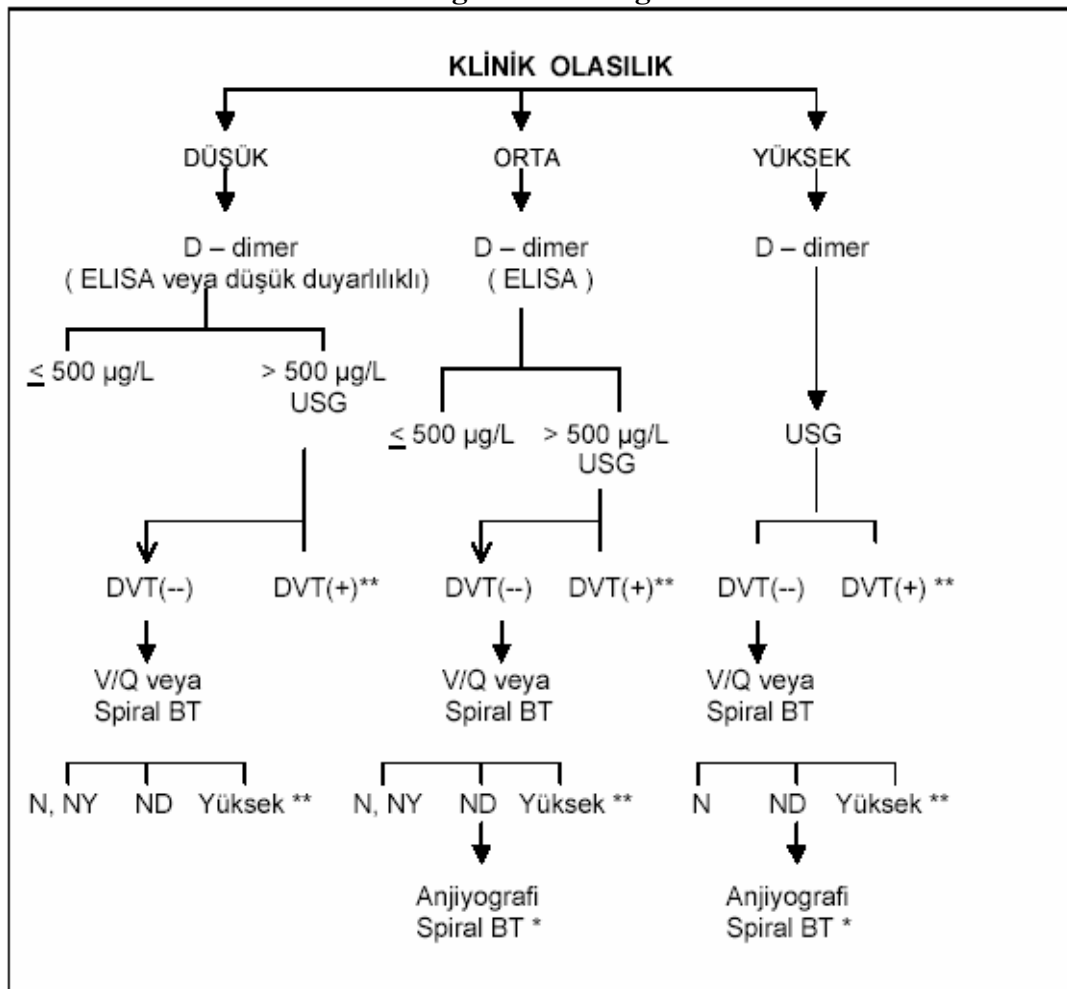 KLİNİK OLASILIK
DÜŞÜK
ORTA
YÜKSEK
D – dimer
( ELISA veya düşük duyarlılıklı)
D – dimer
( ELISA )
D – dimer
≤ 500 µg/L
> 500 µg/L
USG
≤ 500 µg/L
> 500 µg/L
USG
USG
DVT(--)
DVT(+)**
DVT(--)
DVT(+)**
DVT(--)
DVT(+) **
V/Q veya
Spiral BT
V/Q veya
Spiral BT
V/Q veya
Spiral BT
N, NY
ND
Yüksek **
N, NY
ND
Yüksek **
N
ND
Yüksek **
Anjiyografi
Spiral BT *
Anjiyografi
Spiral BT *